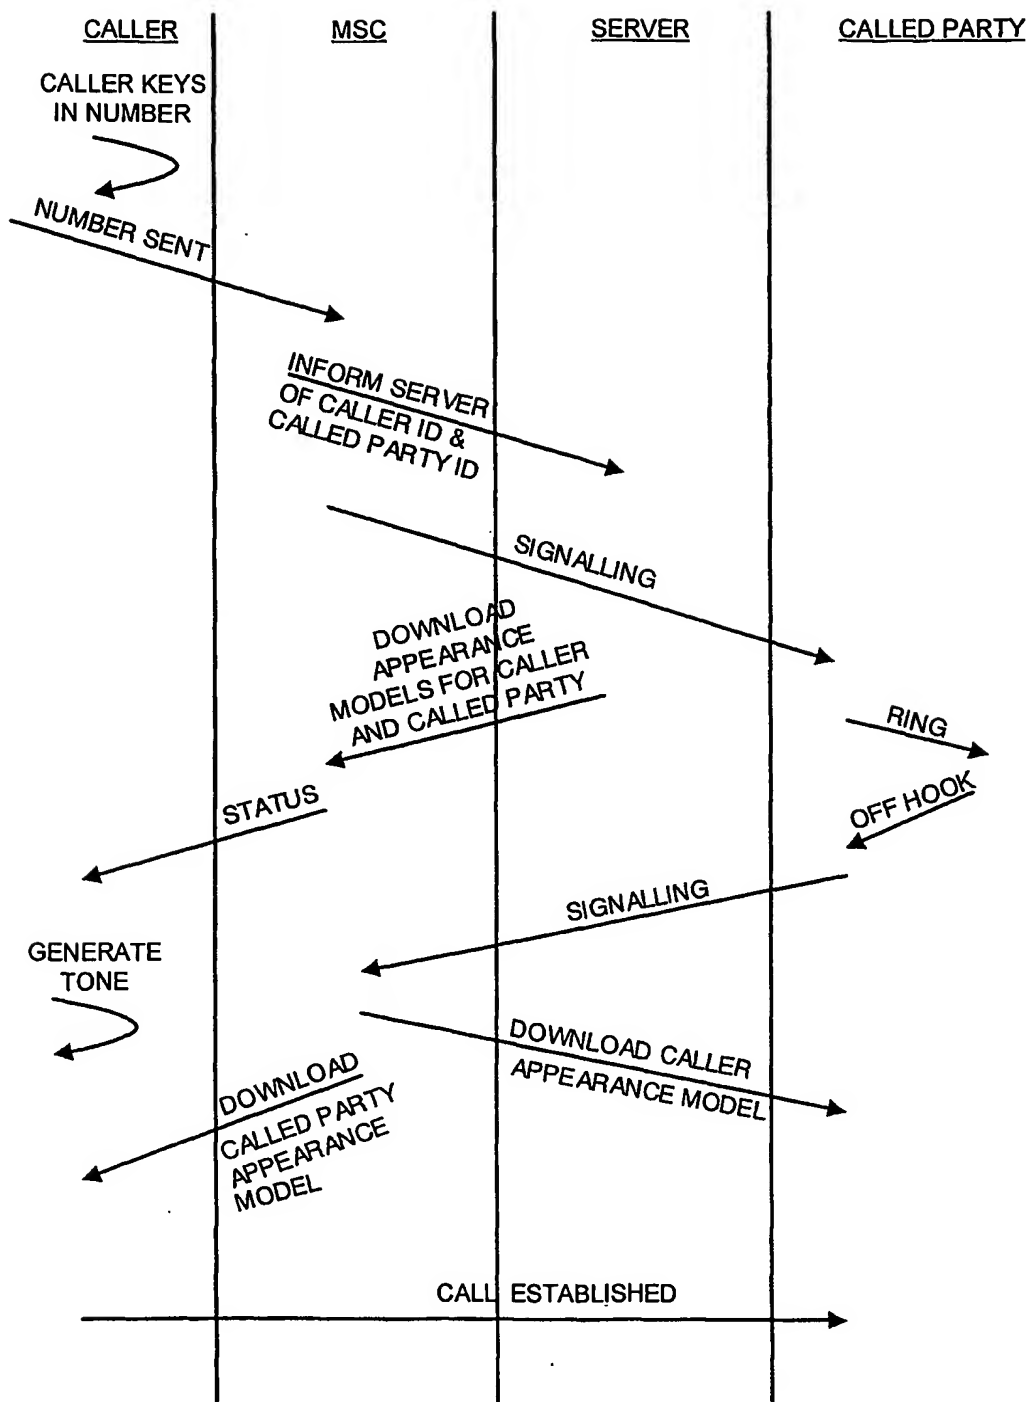 CALLER
MSC
SERVER
CALLED PARTY
CALLER KEYS
IN NUMBER
NUMBER SENT
INFORM SERVER
OF CALLER ID &
CALLED PARTY ID
SIGNALLING
DOWNLOAD
APPEARANCE
MODELS FOR CALLER
AND CALLED PARTY
RING
STATUS
OFF HOOK
SIGNALLING
GENERATE
TONE
DOWNLOAD CALLER
APPEARANCE MODEL
DOWNLOAD
CALLED PARTY
APPEARANCE
MODEL
CALL ESTABLISHED